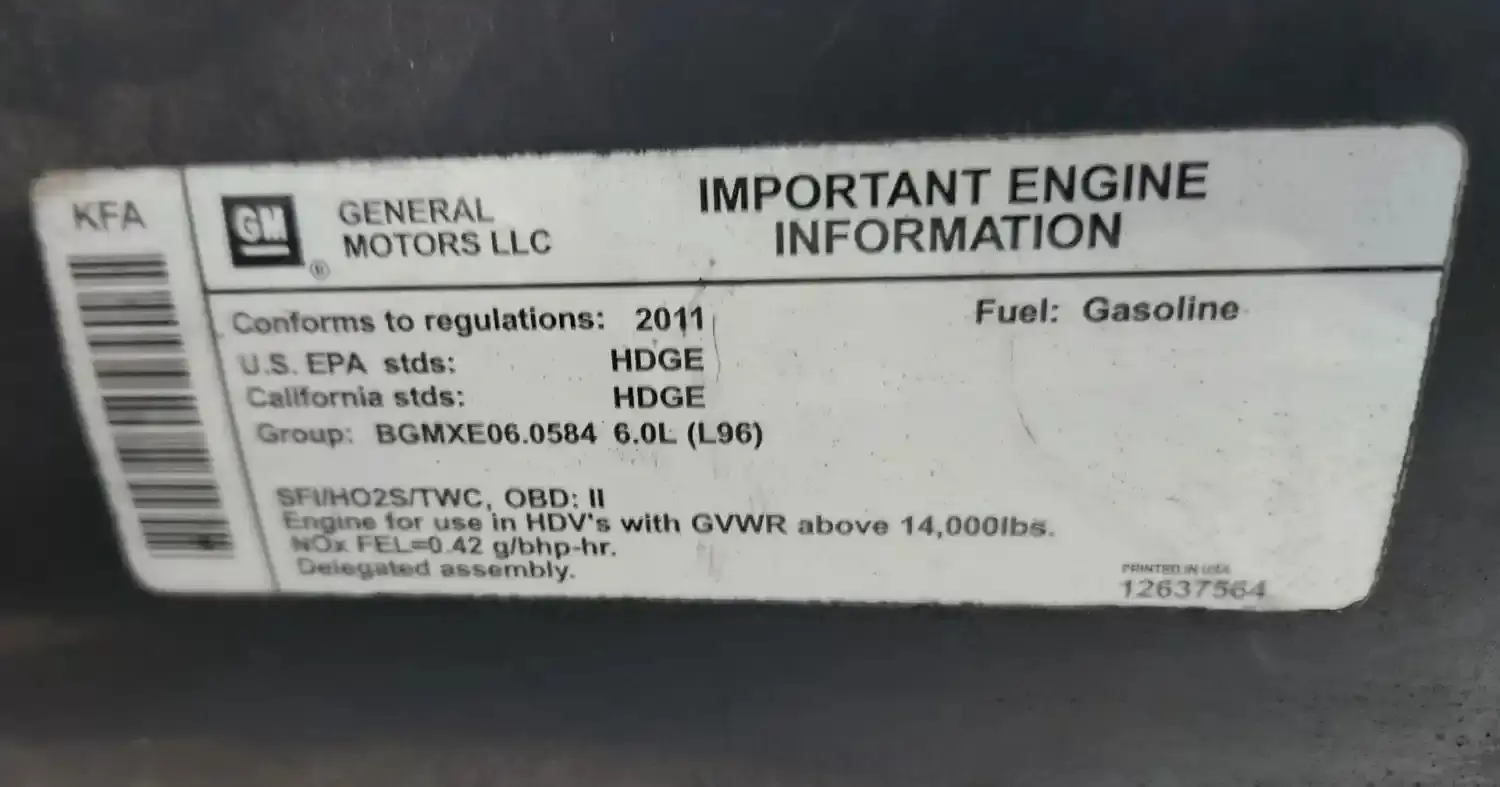 KFA
GM
®
GENERAL
MOTORS LLC
IMPORTANT ENGINE
INFORMATION
Conforms to regulations: 2011
Fuel: Gasoline
U.S. EPA stds: HDGE
California stds: HDGE
Group: BGMXE06.0584 6.0L (L96)
SFI/HO2S/TWC, OBD: II
Engine for use in HDV's with GVWR above 14,000lbs.
NOx FEL=0.42 g/bhp-hr.
Delegated assembly.
PRINTED IN USA
12637564